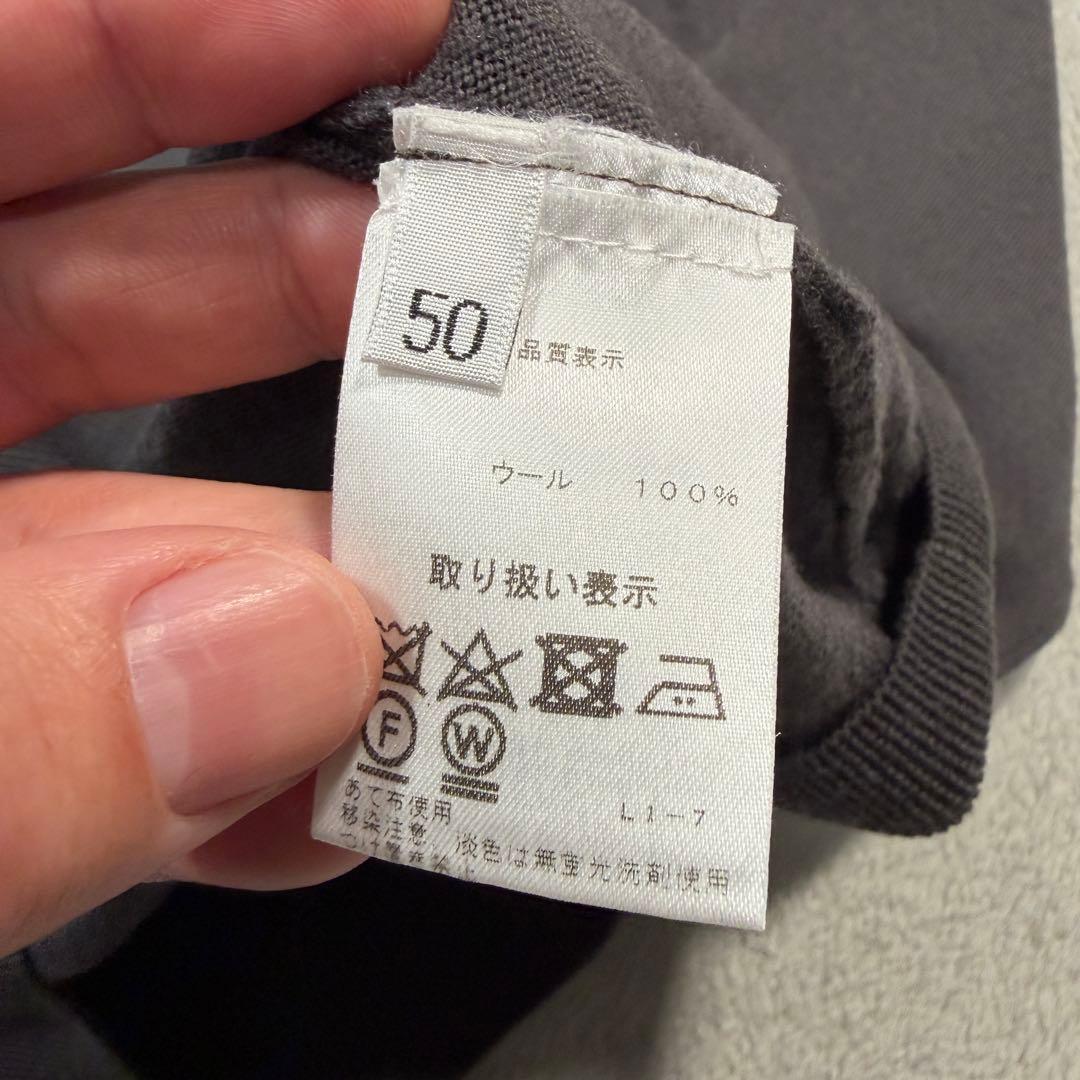 50
品質表示
ウール 100%
取り扱い表示
F W
あて布使用
L1-7
移染注意
淡色は無蛍光洗剤使用